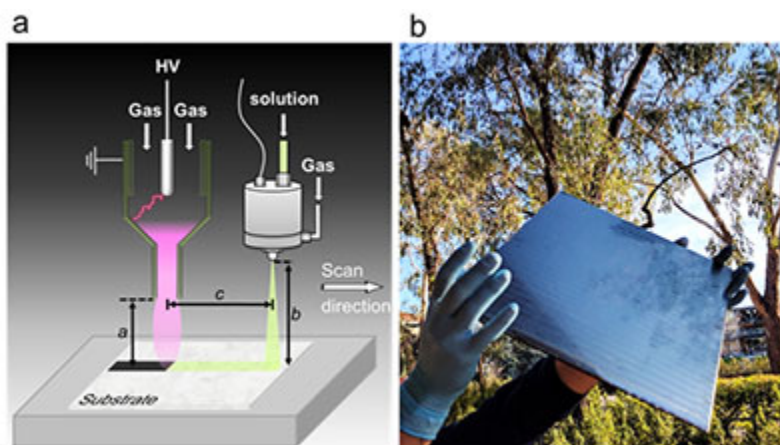 a
b
HV
Gas
Gas
solution
Gas
Scan
direction
c
a
b
Substrate